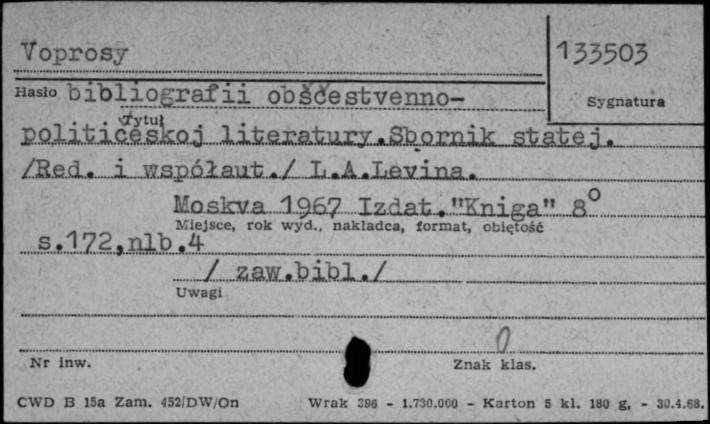 Voprosy
133503
Hasło bibliografii obščestvenno-
Sygnatura
Tytuł
političeskoj literatury.Sbornik statej.
/Red. i współaut./ L.A.Levina.
Moskva 1967 Izdat."Kniga" 8°
Miejsce, rok wyd., nakładca, format, objętość
s.172,nlb.4
/ zaw.bibl./
Uwagi
0
Nr inw.
Znak klas.
CWD B 15a Zam. 452/DW/On Wrak 396 - 1.730.000 - Karton 5 kl. 180 g, - 30.4.68.